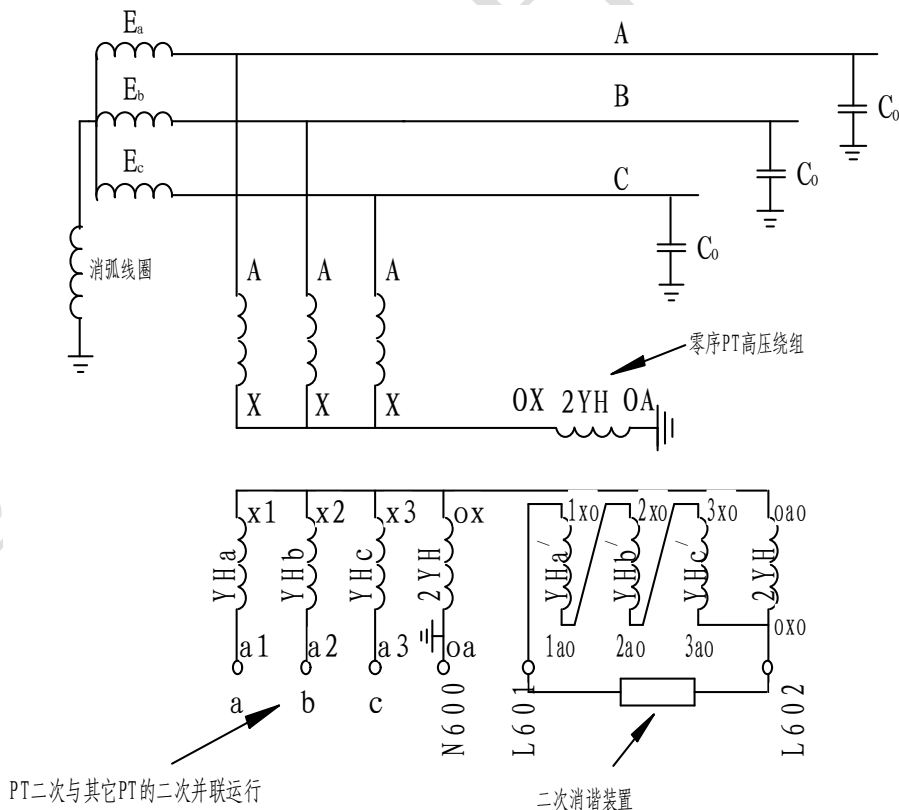 Ea
A
Eb
B
C0
Ec
C
C0
C0
消弧线圈
A A A
零序PT高压绕组
X X X
OX 2YH OA
x1 x2 x3 ox 1xo 2xo 3xo oao
YHa YHb YHc 2YH YHa′ YHb′ YHc′ 2YH
a1 a2 a3 oa 1ao 2ao 3ao oxo
a b c N600 L601 L602
PT二次与其它PT的二次并联运行
二次消谐装置